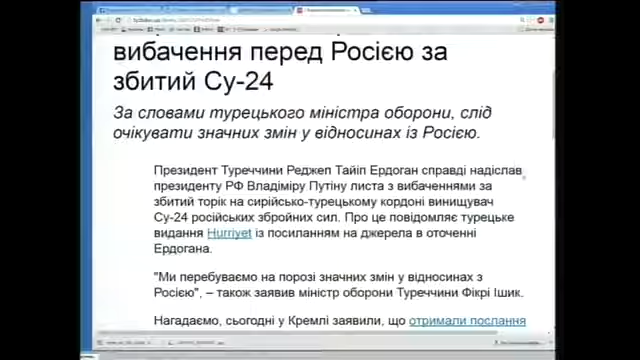 вибачення перед Росією за
збитий Су-24
За словами турецького міністра оборони, слід
очікувати значних змін у відносинах із Росією.
Президент Туреччини Реджеп Тайіп Ердоган справді надіслав
президенту РФ Владіміру Путіну листа з вибаченнями за
збитий торік на сирійсько-турецькому кордоні винищувач
Су-24 російських збройних сил. Про це повідомляє турецьке
видання Hurriyet із посиланням на джерела в оточенні
Ердогана.
"Ми перебуваємо на порозі значних змін у відносинах з
Росією", – також заявив міністр оборони Туреччини Фікрі Ішик.
Нагадаємо, сьогодні у Кремлі заявили, що отримали послання